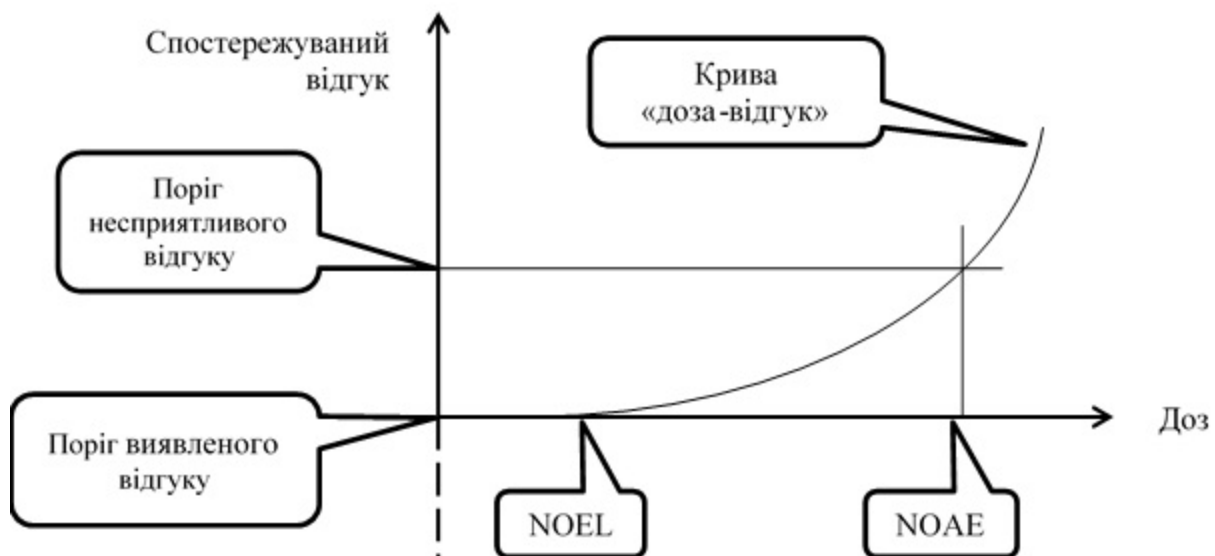 Спостережуваний
відгук
Крива
«доза-відгук»
Поріг
несприятливого
відгуку
Поріг виявленого
відгуку
Доз
NOEL
NOAE